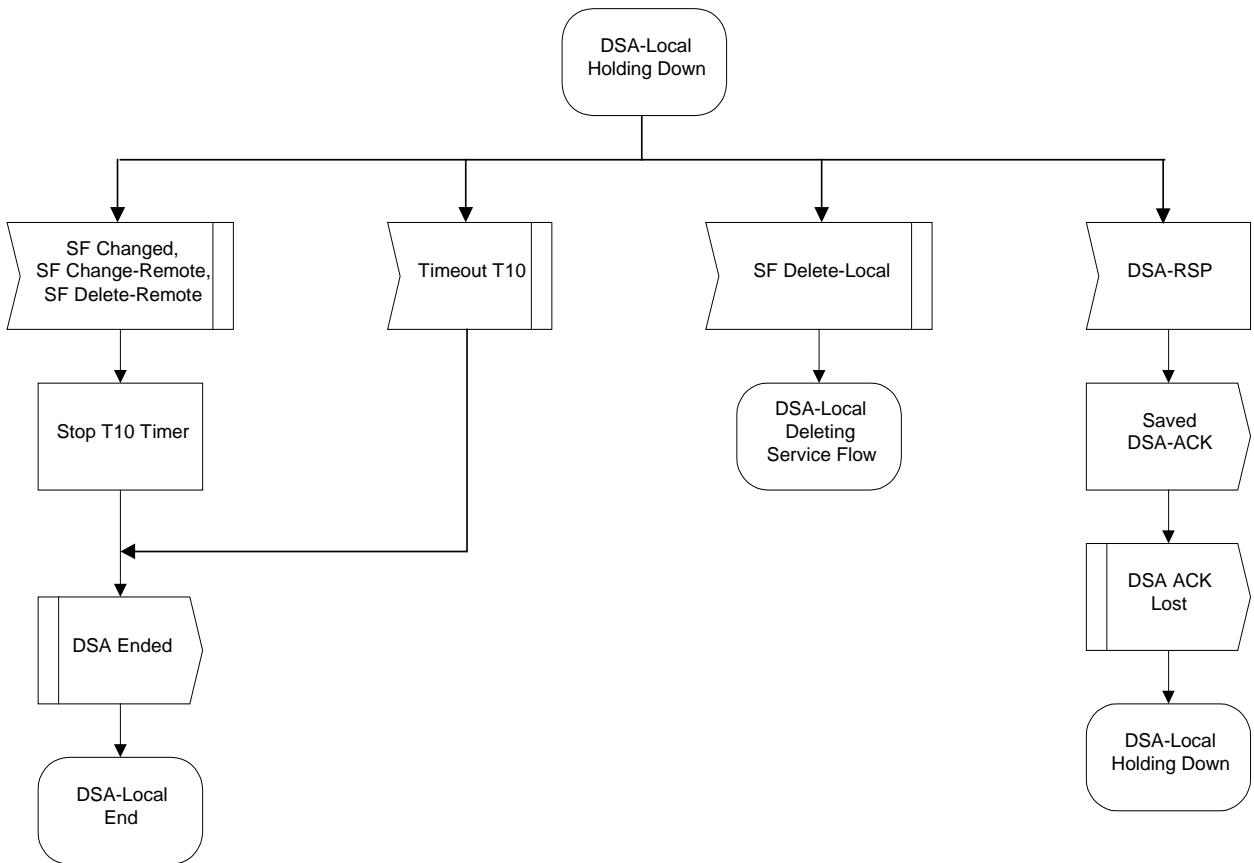 DSA-Local
Holding Down
SF Changed,
SF Change-Remote,
SF Delete-Remote
Timeout T10
SF Delete-Local
DSA-RSP
Stop T10 Timer
DSA-Local
Deleting
Service Flow
Saved
DSA-ACK
DSA Ended
DSA ACK
Lost
DSA-Local
End
DSA-Local
Holding Down